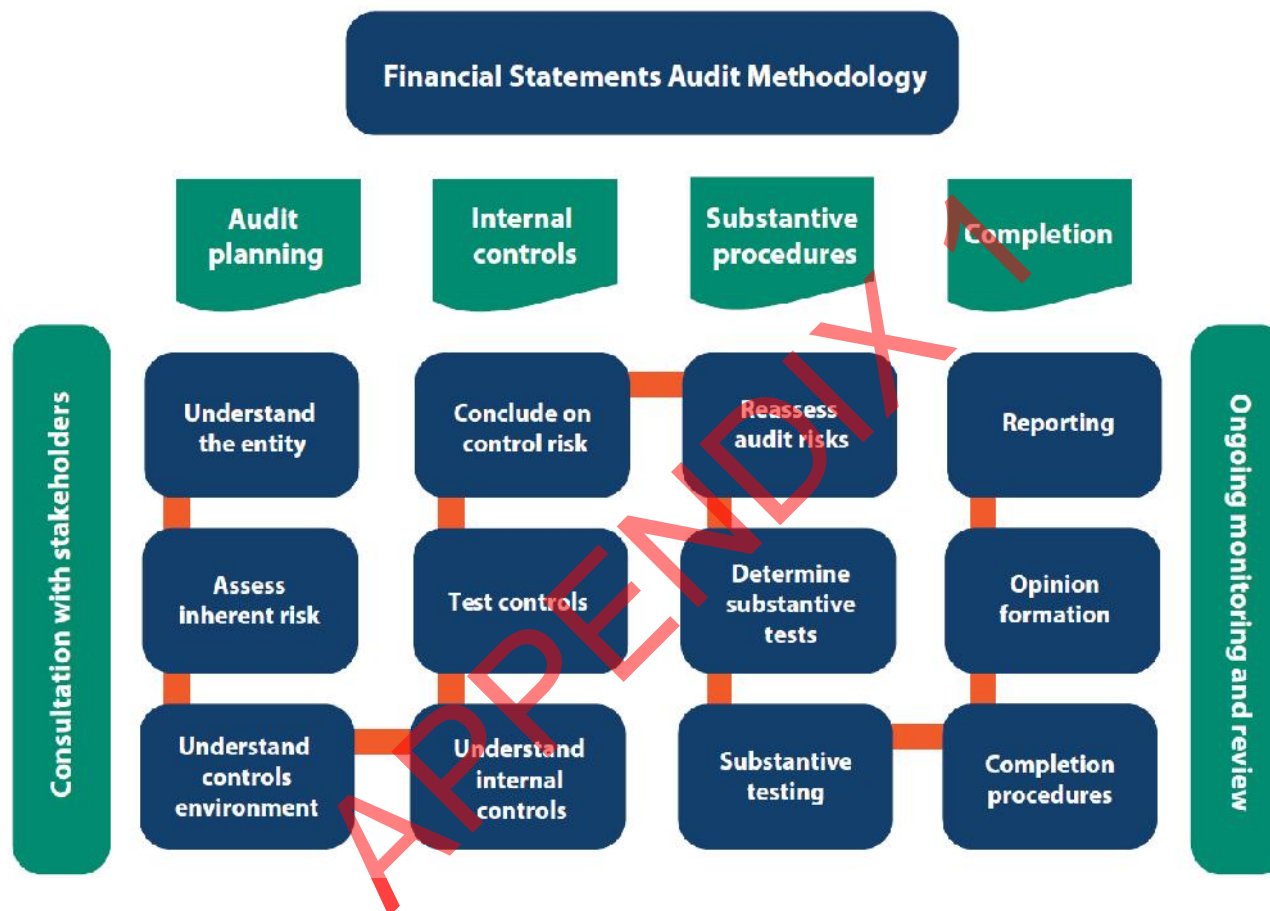 Financial Statements Audit Methodology
Audit
planning
Internal
controls
Substantive
procedures
Completion
Consultation with stakeholders
Understand
the entity
Conclude on
control risk
Reassess
audit risks
Reporting
Assess
inherent risk
Test controls
Determine
substantive
tests
Opinion
formation
Understand
controls
environment
Understand
internal
controls
Substantive
testing
Completion
procedures
Ongoing monitoring and review
APPENDIX 1